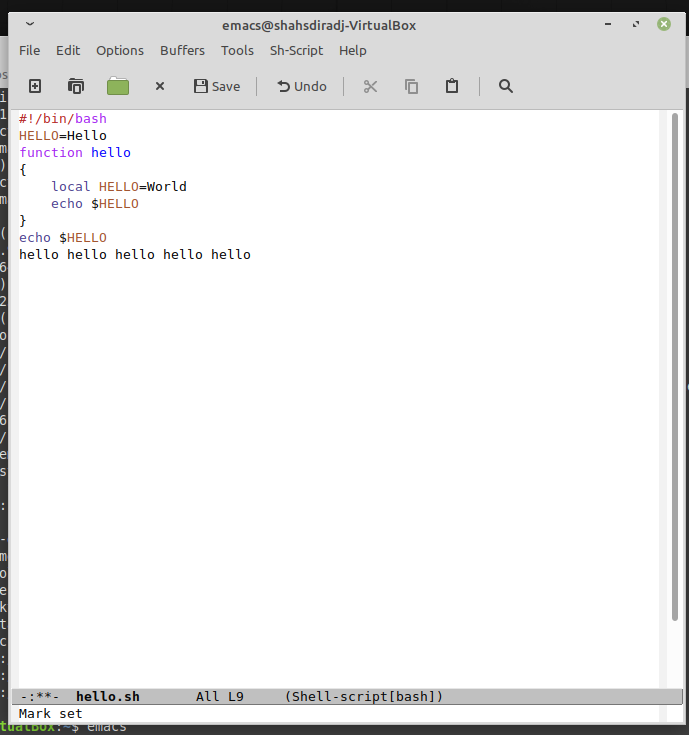 emacs@shahsdiradj-VirtualBox
File Edit Options Buffers Tools Sh-Script Help
Save Undo
#!/bin/bash
HELLO=Hello
function hello
{
    local HELLO=World
    echo $HELLO
}
echo $HELLO
hello hello hello hello hello
-:**-  hello.sh       All L9     (Shell-script[bash])
Mark set
tualBox:~$ emacs